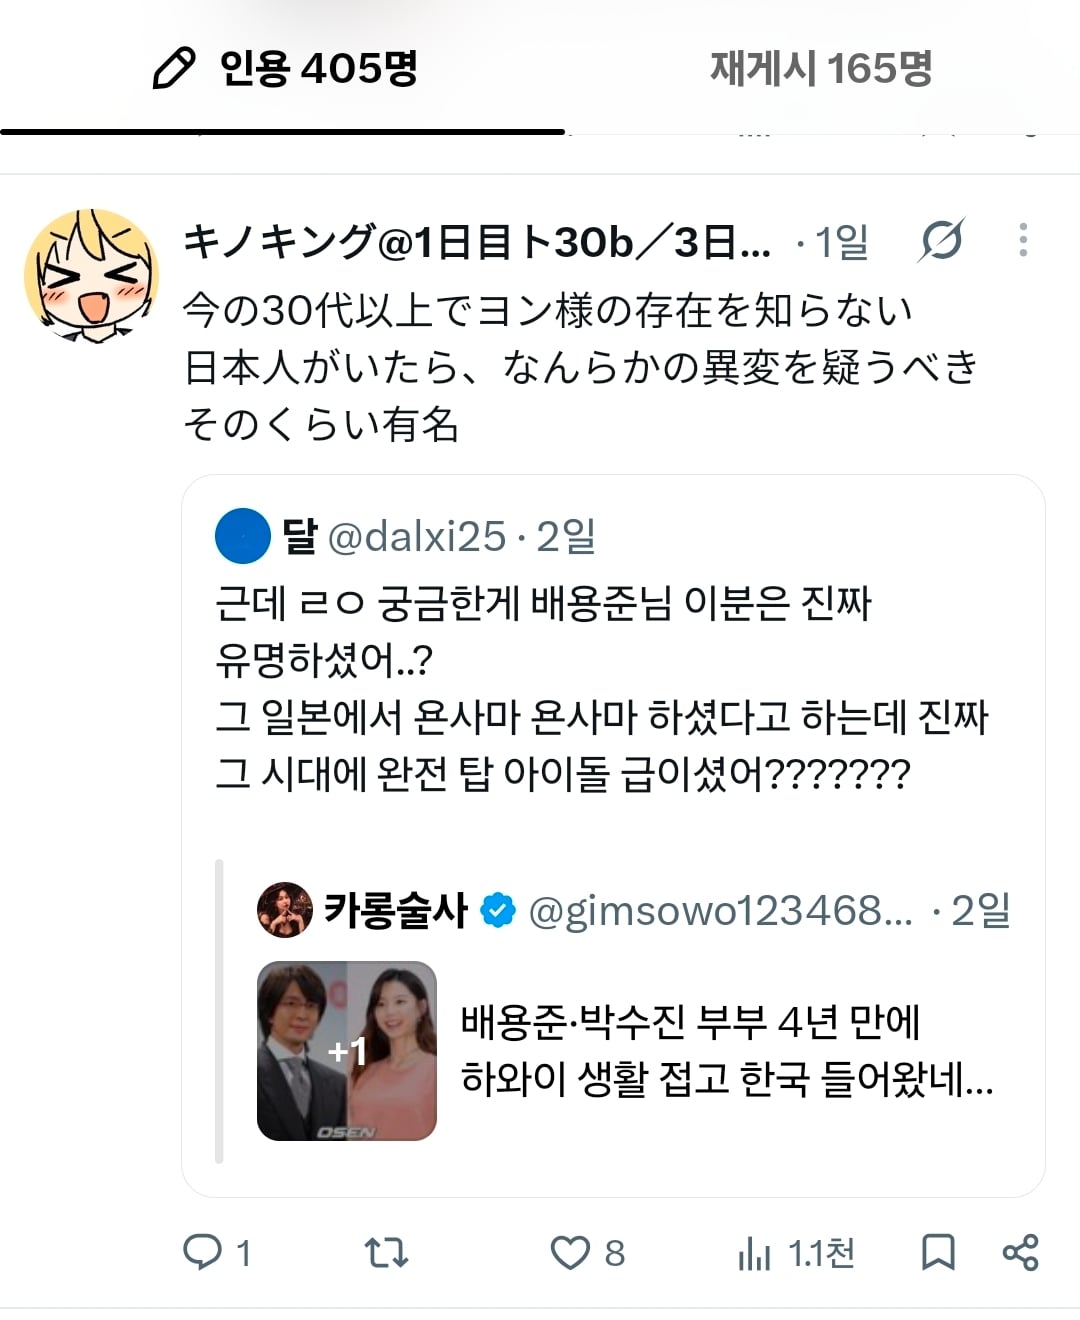 인용 405명
재게시 165명
キノキング@1日目ト30b／3日... · 1일
今の30代以上でヨン様の存在を知らない
日本人がいたら、なんらかの異変を疑うべき
そのくらい有名
달 @dalxi25 · 2일
근데 ㄹㅇ 궁금한게 배용준님 이분은 진짜
유명하셨어..?
그 일본에서 욘사마 욘사마 하셨다고 하는데 진짜
그 시대에 완전 탑 아이돌 급이셨어???????
카롱술사 @gimsowo123468... · 2일
+1
OSEN
배용준·박수진 부부 4년 만에
하와이 생활 접고 한국 들어왔네...
1
8
1.1천